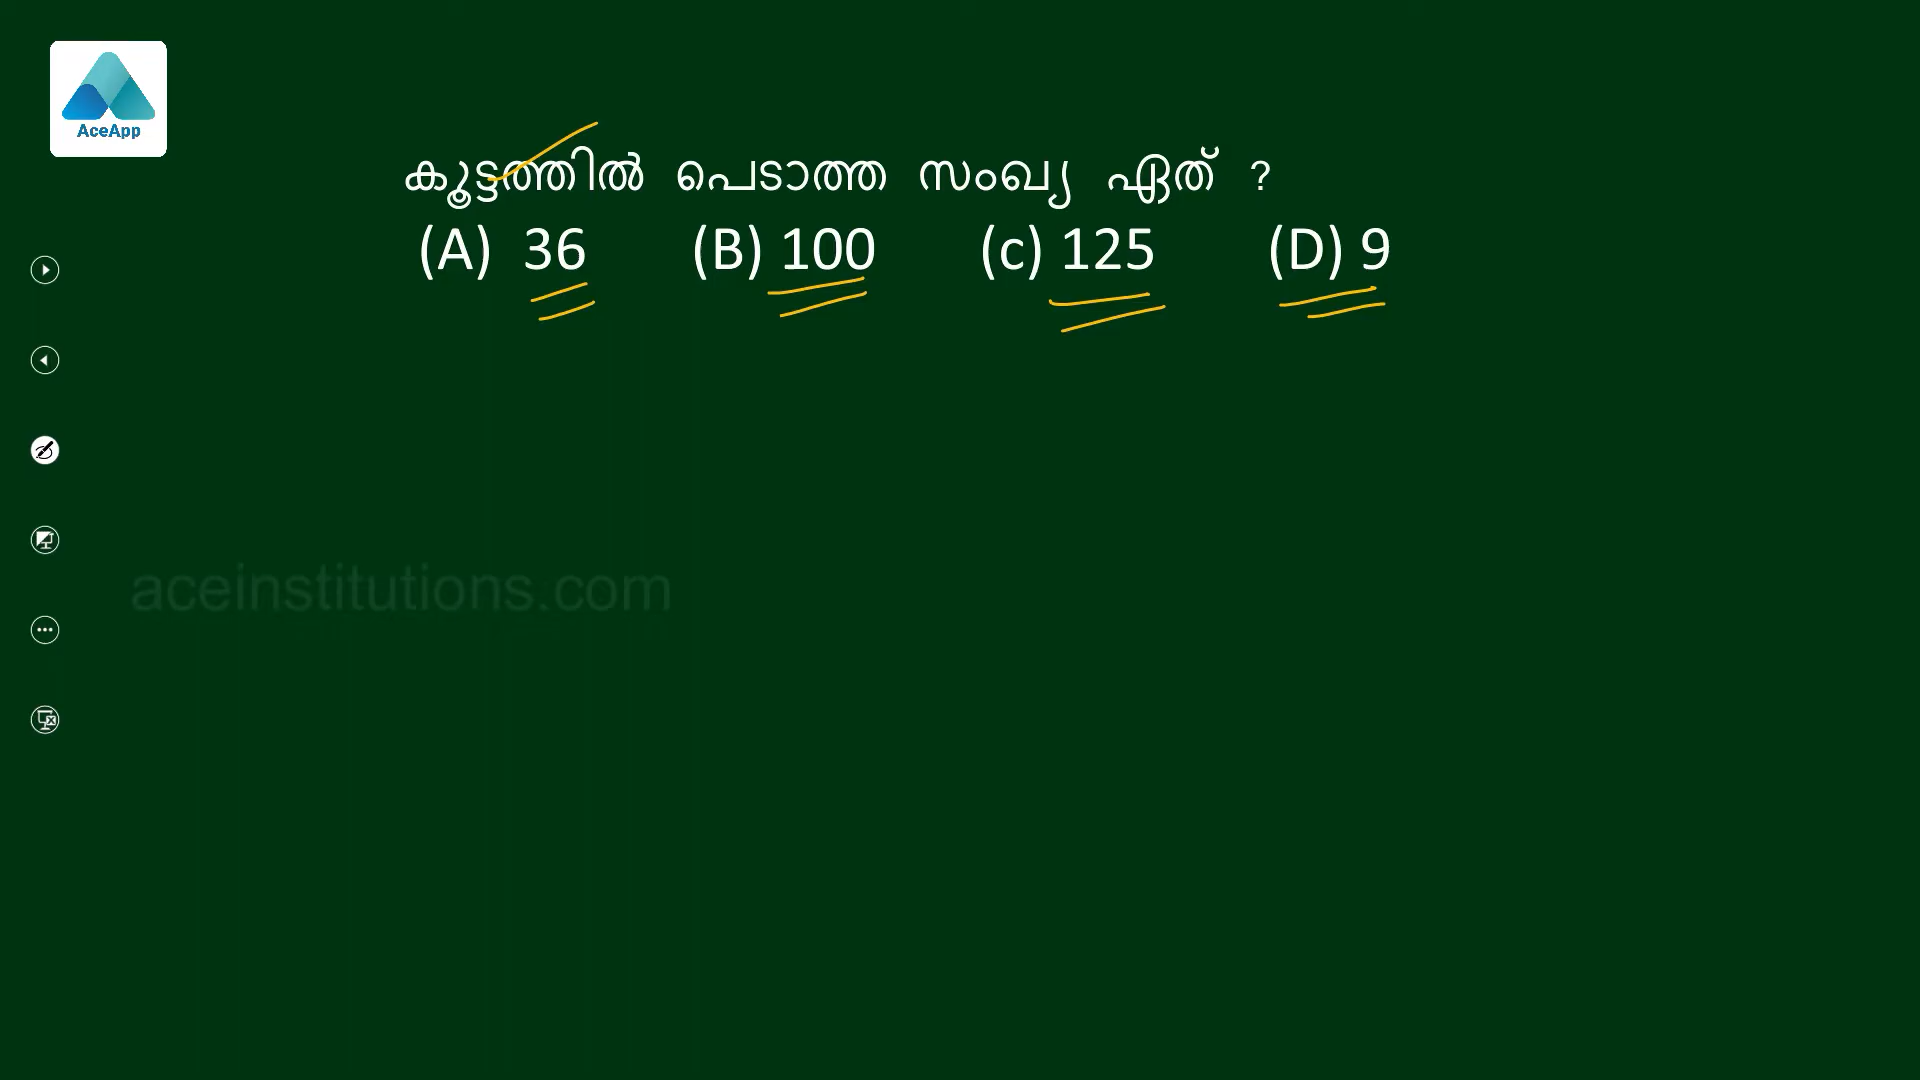 AceApp
കൂട്ടത്തിൽ പെടാത്ത സംഖ്യ ഏത് ?
(A) 36 (B) 100 (c) 125 (D) 9
aceinstitutions.com